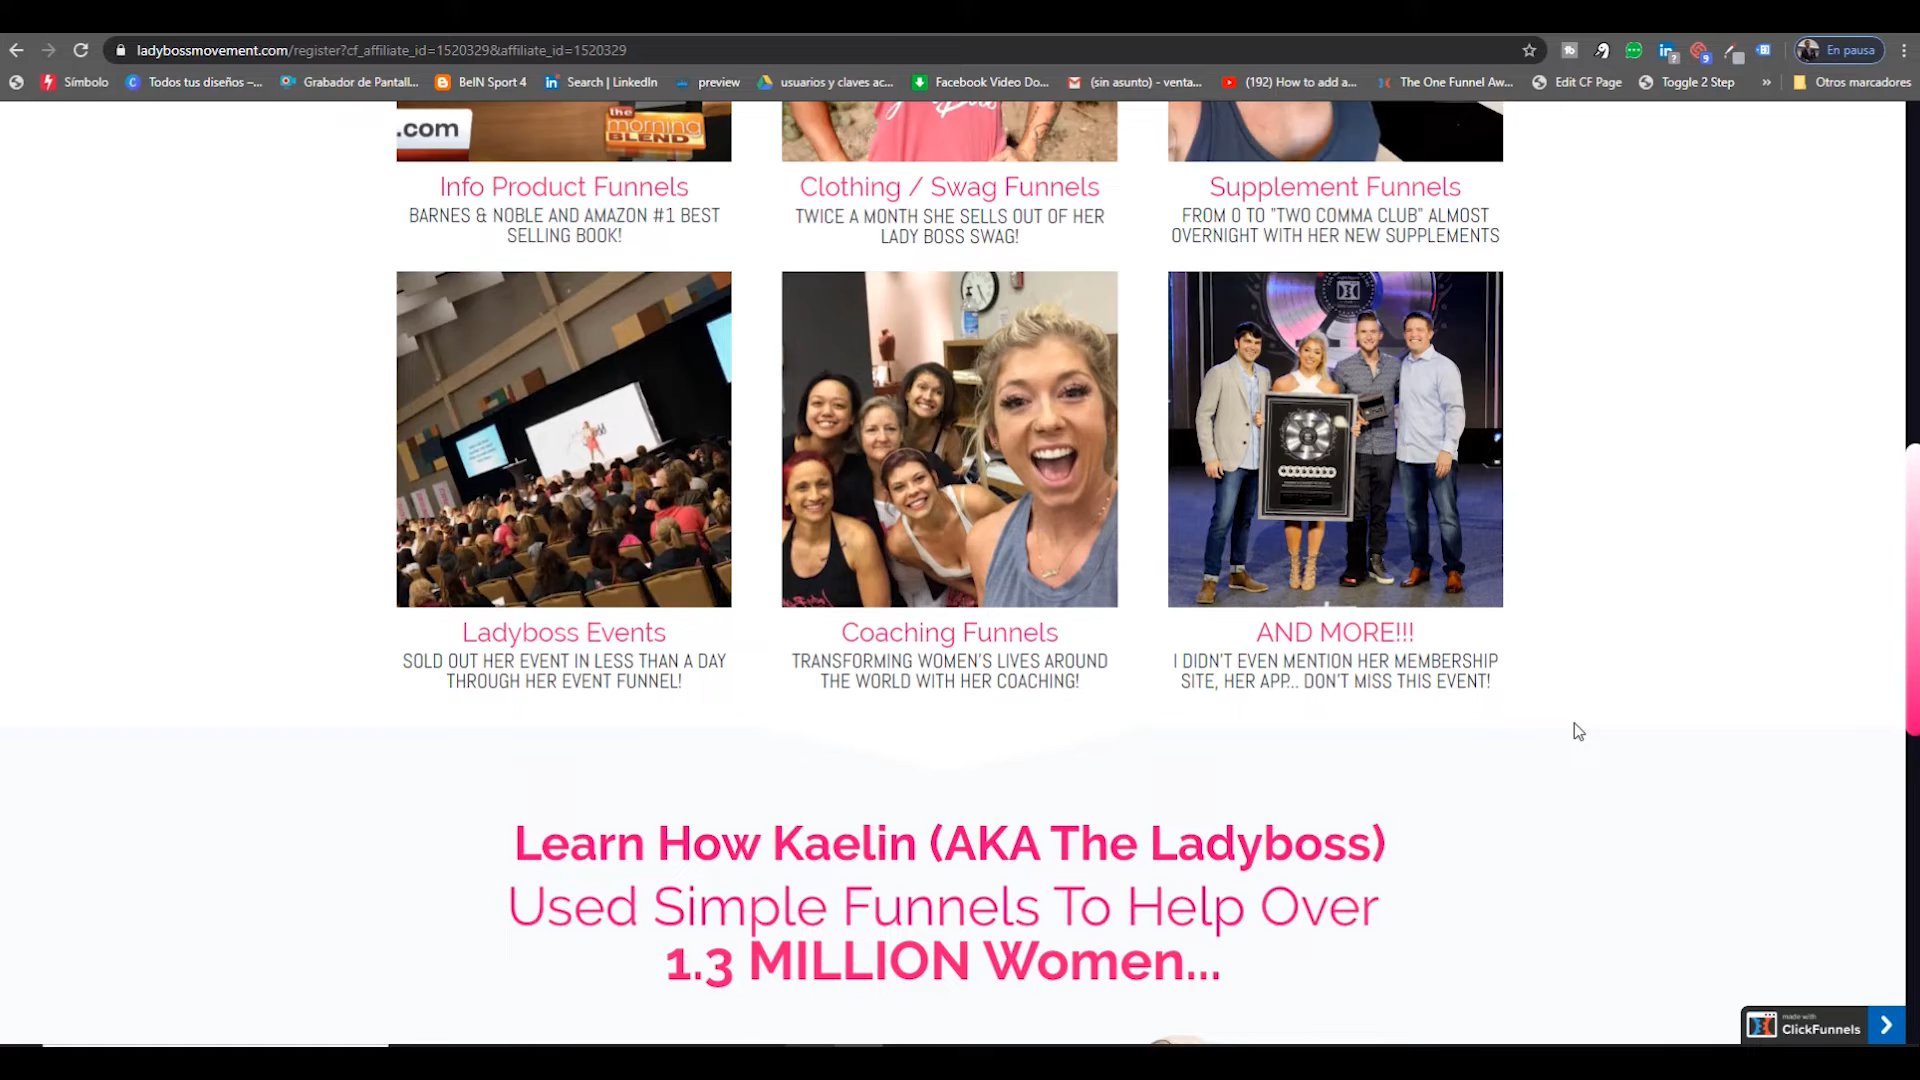 ladybossmovement.com/register?cf_affiliate_id=1520329&affiliate_id=1520329
En pausa
Símbolo
Todos tus diseños –...
Grabador de Pantall...
BeIN Sport 4
Search | LinkedIn
preview
usuarios y claves ac...
Facebook Video Do...
(sin asunto) - venta...
(192) How to add a...
The One Funnel Aw...
Edit CF Page
Toggle 2 Step
»
Otros marcadores
.com
the
morning
BLEND
Info Product Funnels
BARNES & NOBLE AND AMAZON #1 BEST
SELLING BOOK!
Clothing / Swag Funnels
TWICE A MONTH SHE SELLS OUT OF HER
LADY BOSS SWAG!
Supplement Funnels
FROM 0 TO "TWO COMMA CLUB" ALMOST
OVERNIGHT WITH HER NEW SUPPLEMENTS
Ladyboss Events
SOLD OUT HER EVENT IN LESS THAN A DAY
THROUGH HER EVENT FUNNEL!
Coaching Funnels
TRANSFORMING WOMEN'S LIVES AROUND
THE WORLD WITH HER COACHING!
AND MORE!!!
I DIDN'T EVEN MENTION HER MEMBERSHIP
SITE, HER APP... DON'T MISS THIS EVENT!
Learn How Kaelin (AKA The Ladyboss)
Used Simple Funnels To Help Over
1.3 MILLION Women...
made with
ClickFunnels